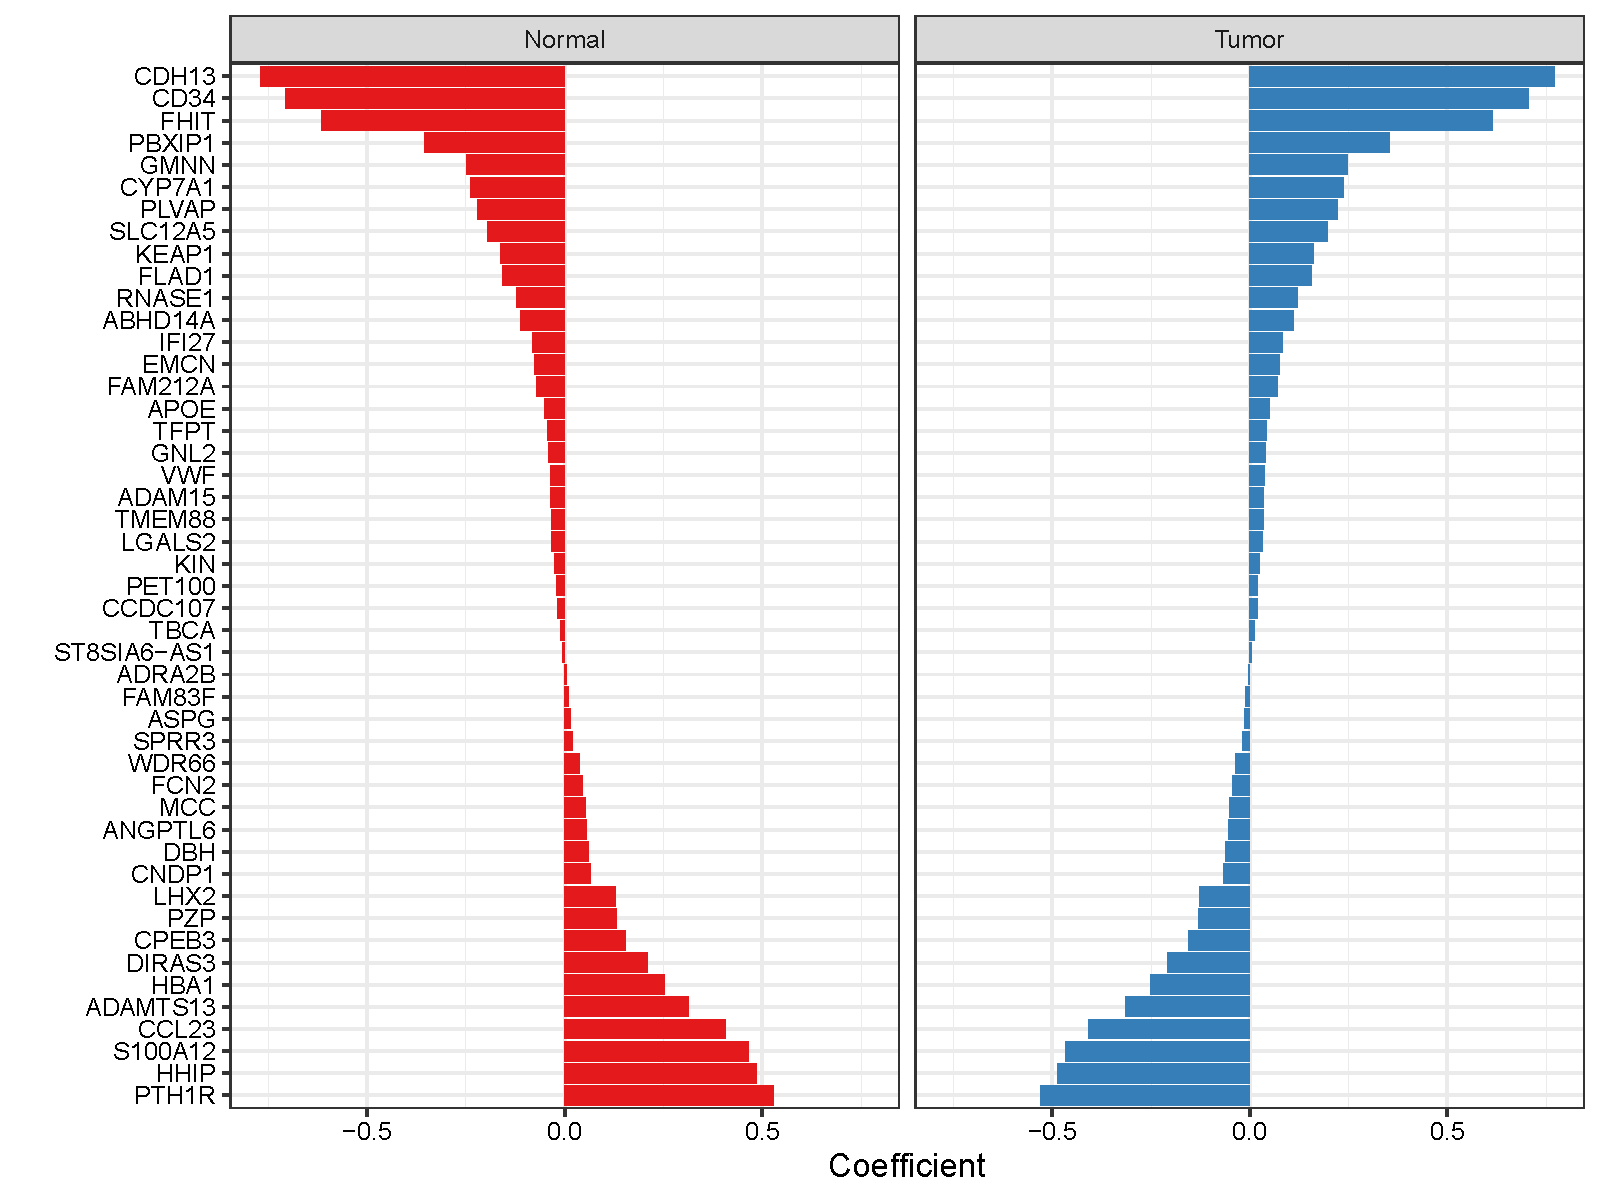 Normal
Tumor
CDH13
CD34
FHIT
PBXIP1
GMNN
CYP7A1
PLVAP
SLC12A5
KEAP1
FLAD1
RNASE1
ABHD14A
IFI27
EMCN
FAM212A
APOE
TFPT
GNL2
VWF
ADAM15
TMEM88
LGALS2
KIN
PET100
CCDC107
TBCA
ST8SIA6−AS1
ADRA2B
FAM83F
ASPG
SPRR3
WDR66
FCN2
MCC
ANGPTL6
DBH
CNDP1
LHX2
PZP
CPEB3
DIRAS3
HBA1
ADAMTS13
CCL23
S100A12
HHIP
PTH1R
−0.5 0.0 0.5
−0.5 0.0 0.5
Coefficient